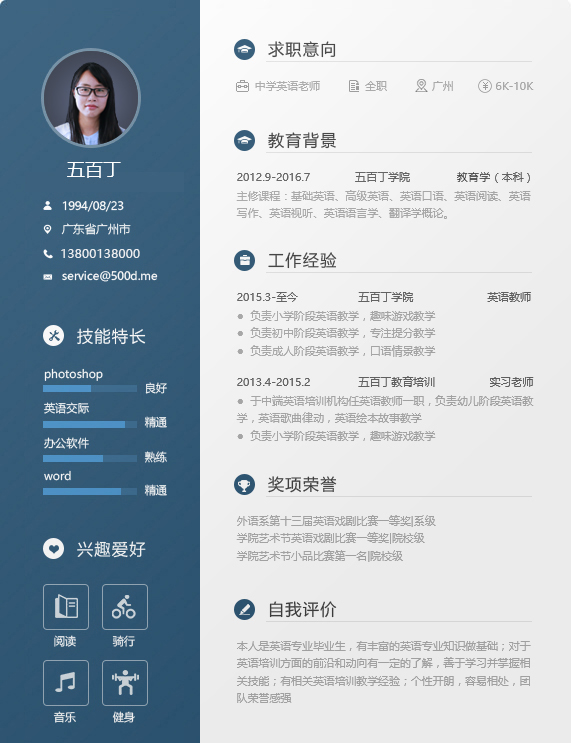 五百丁
1994/08/23
广东省广州市
13800138000
service@500d.me
技能特长
photoshop
良好
英语交际
精通
办公软件
熟练
word
精通
兴趣爱好
阅读 骑行
音乐 健身
求职意向
中学英语老师 全职 广州 6K-10K
教育背景
2012.9-2016.7 五百丁学院 教育学（本科）
主修课程：基础英语、高级英语、英语口语、英语阅读、英语
写作、英语视听、英语语言学、翻译学概论。
工作经验
2015.3-至今 五百丁学院 英语教师
● 负责小学阶段英语教学，趣味游戏教学
● 负责初中阶段英语教学，专注提分教学
● 负责成人阶段英语教学，口语情景教学
2013.4-2015.2 五百丁教育培训 实习老师
● 于中端英语培训机构任英语教师一职，负责幼儿阶段英语教
学，英语歌曲律动，英语绘本故事教学
● 负责小学阶段英语教学，趣味游戏教学
奖项荣誉
外语系第十三届英语戏剧比赛一等奖|系级
学院艺术节英语戏剧比赛一等奖|院校级
学院艺术节小品比赛第一名|院校级
自我评价
本人是英语专业毕业生，有丰富的英语专业知识做基础；对于
英语培训方面的前沿和动向有一定的了解，善于学习并掌握相
关技能；有相关英语培训教学经验；个性开朗，容易相处，团
队荣誉感强